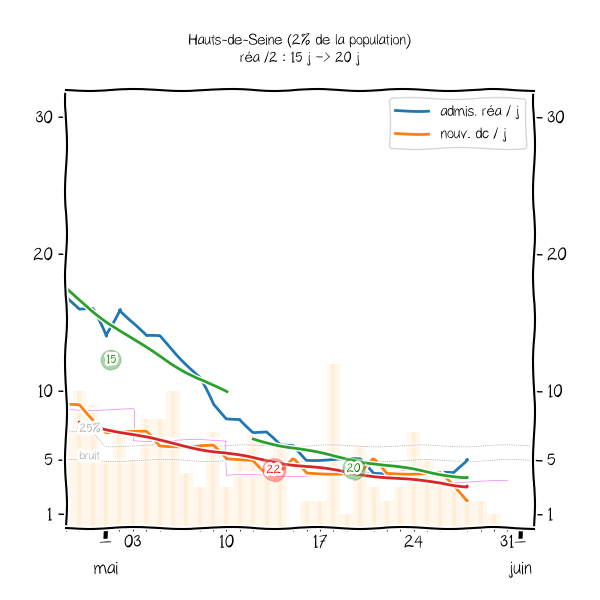 Hauts-de-Seine (2% de la population)
réa /2 : 15 j -> 20 j
admis. réa / j
nouv. dc / j
30
30
20
20
15
10
10
25%
bruit
5
5
22
20
1
1
03
10
17
24
31
mai
juin